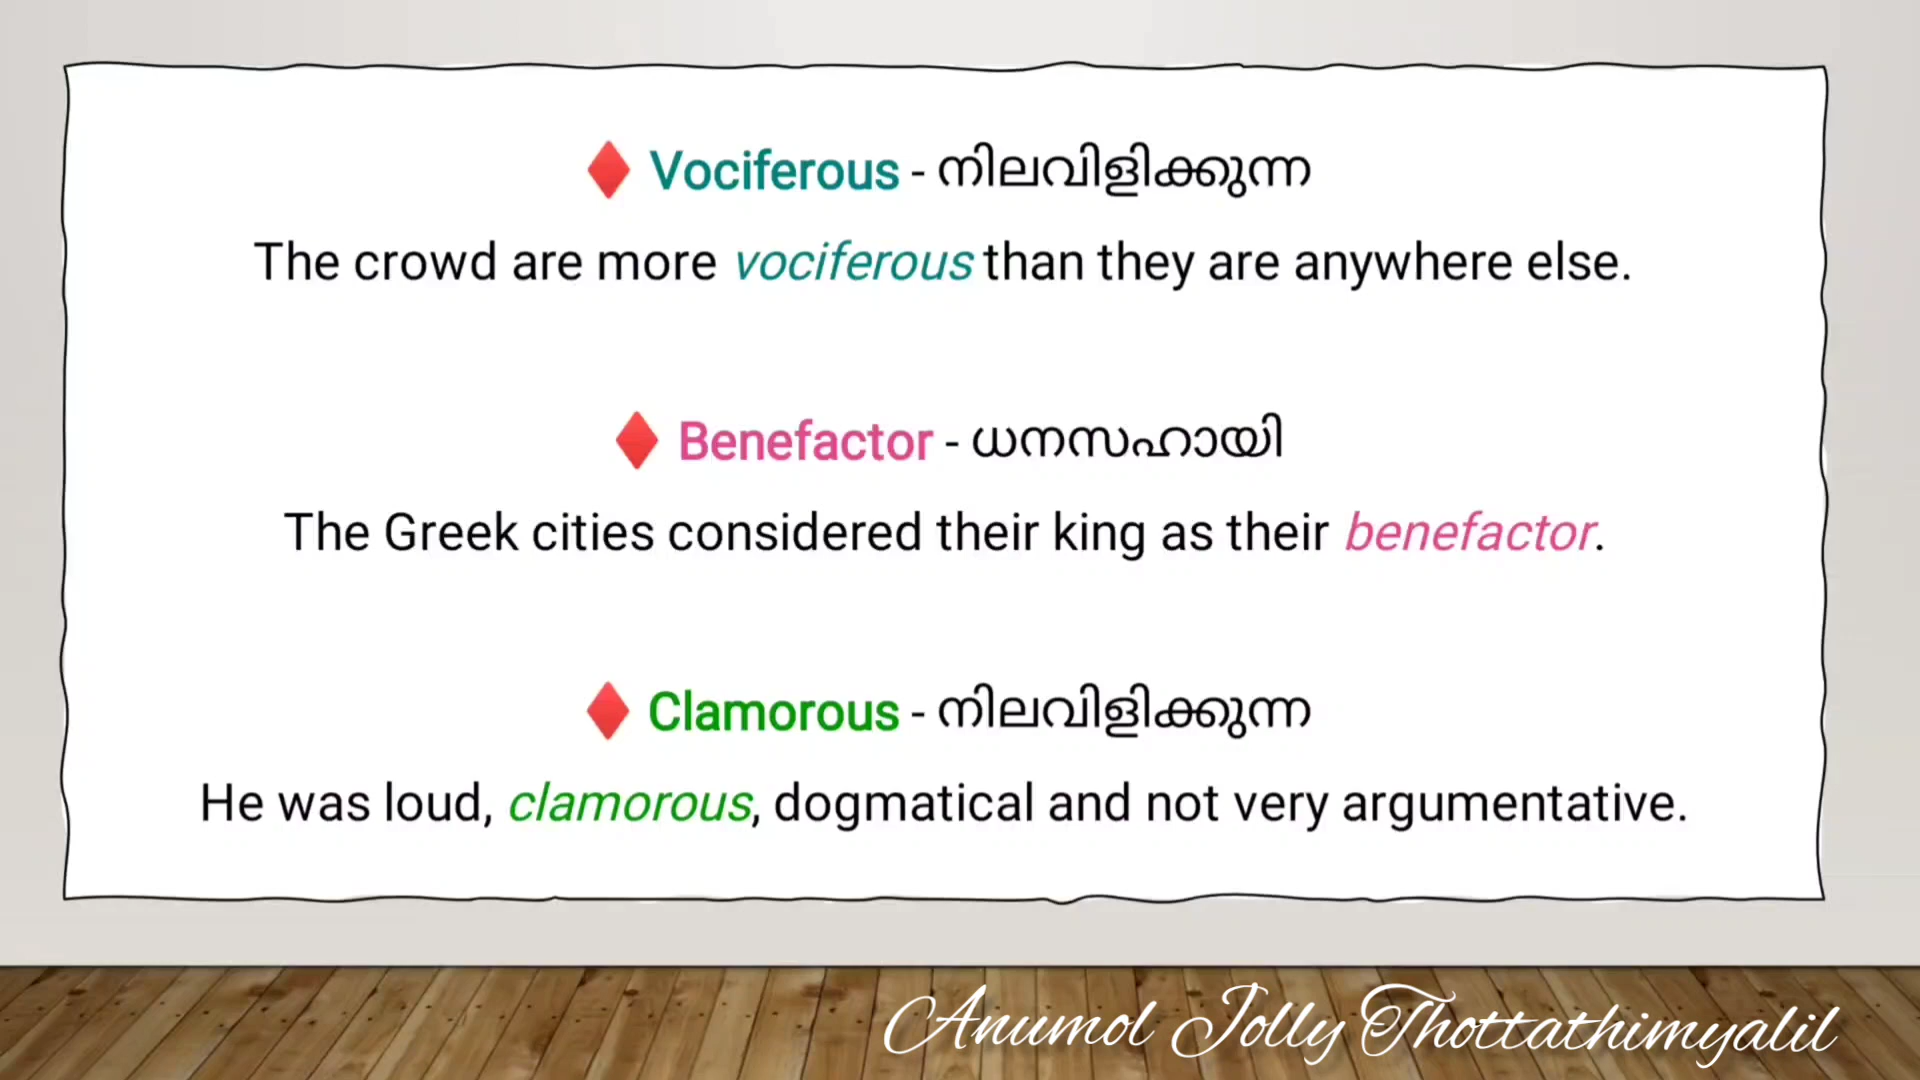 ♦ Vociferous - നിലവിളിക്കുന്ന
The crowd are more vociferous than they are anywhere else.
♦ Benefactor - ധനസഹായി
The Greek cities considered their king as their benefactor.
♦ Clamorous - നിലവിളിക്കുന്ന
He was loud, clamorous, dogmatical and not very argumentative.
Anumol Jolly Thottathimyalil